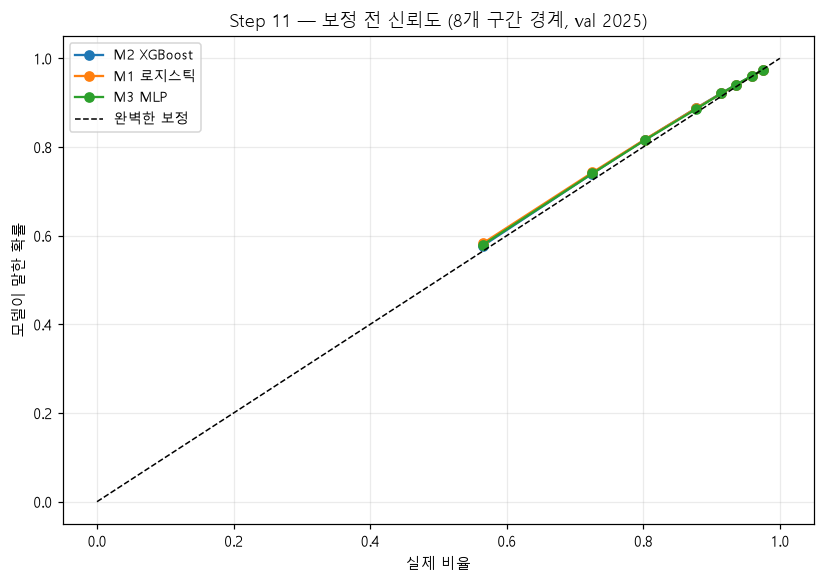 Step 11 — 보정 전 신뢰도 (8개 구간 경계, val 2025)
M2 XGBoost
M1 로지스틱
M3 MLP
완벽한 보정
모델이 말한 확률
1.0
0.8
0.6
0.4
0.2
0.0
0.0 0.2 0.4 0.6 0.8 1.0
실제 비율